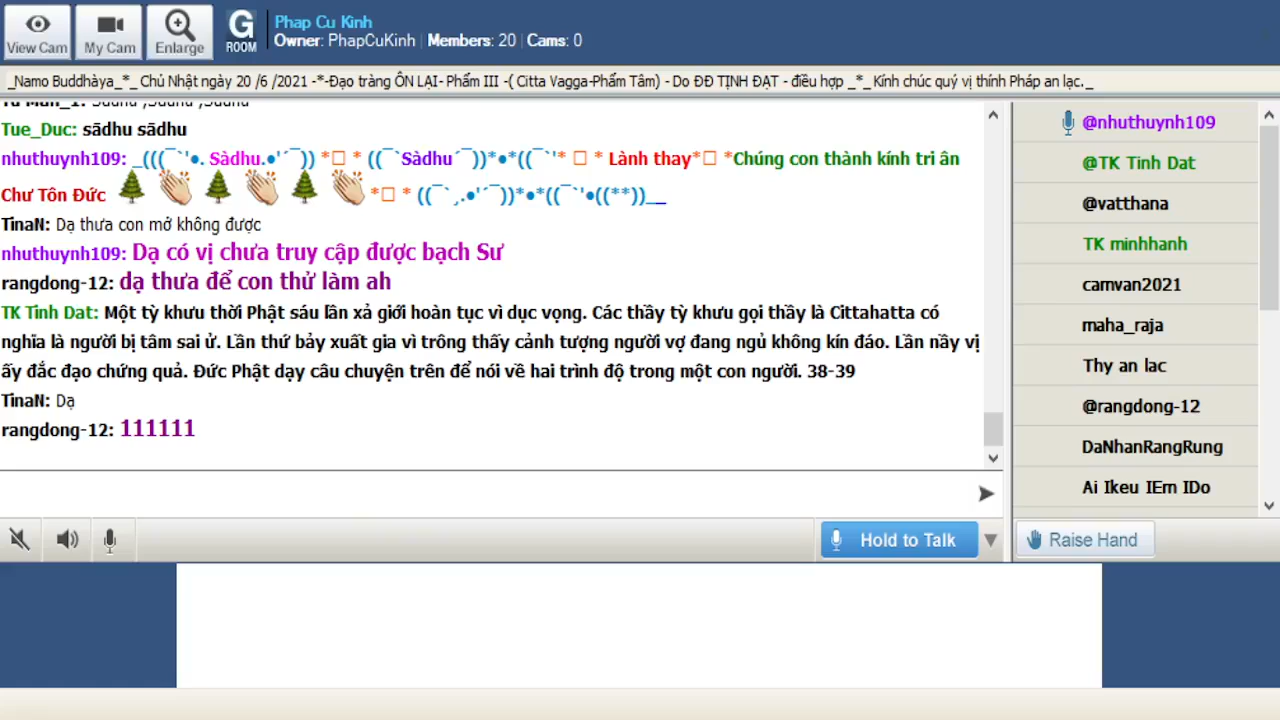 Phap Cu Kinh
Owner: PhapCuKinh | Members: 20 | Cams: 0
View Cam
My Cam
Enlarge
G
ROOM
_Namo Buddhàya_*_ Chủ Nhật ngày 20 /6 /2021 -*-Đạo tràng ÔN LẠI- Phẩm III -( Citta Vagga-Phẩm Tâm) - Do ĐĐ TỊNH ĐẠT - điều hợp _*_ Kính chúc quý vị thính Pháp an lạc._
Tue_Duc: sādhu sādhu
nhuthuynh109: _(((¯`'•. Sàdhu.•'´¯)) *□ * ((¯`Sàdhu´¯))*•*((¯`'* □ * Lành thay*□ *Chúng con thành kính tri ân
Chư Tôn Đức 🌲 👏 🌲 👏 🌲 👏 *□ * ((¯`¸.•'´¯))*•*((¯`'•((**))__
TinaN: Dạ thưa con mở không được
nhuthuynh109: Dạ có vị chưa truy cập được bạch Sư
rangdong-12: dạ thưa để con thử làm ah
TK Tinh Dat: Một tỳ khưu thời Phật sáu lần xả giới hoàn tục vì dục vọng. Các thầy tỳ khưu gọi thầy là Cittahatta có
nghĩa là người bị tâm sai ử. Lần thứ bảy xuất gia vì trông thấy cảnh tượng người vợ đang ngủ không kín đáo. Lần nầy vị
ấy đắc đạo chứng quả. Đức Phật dạy câu chuyện trên để nói về hai trình độ trong một con người. 38-39
TinaN: Dạ
rangdong-12: 111111
@nhuthuynh109
@TK Tinh Dat
@vatthana
TK minhhanh
camvan2021
maha_raja
Thy an lac
@rangdong-12
DaNhanRangRung
Ai Ikeu IEm IDo
Hold to Talk
Raise Hand